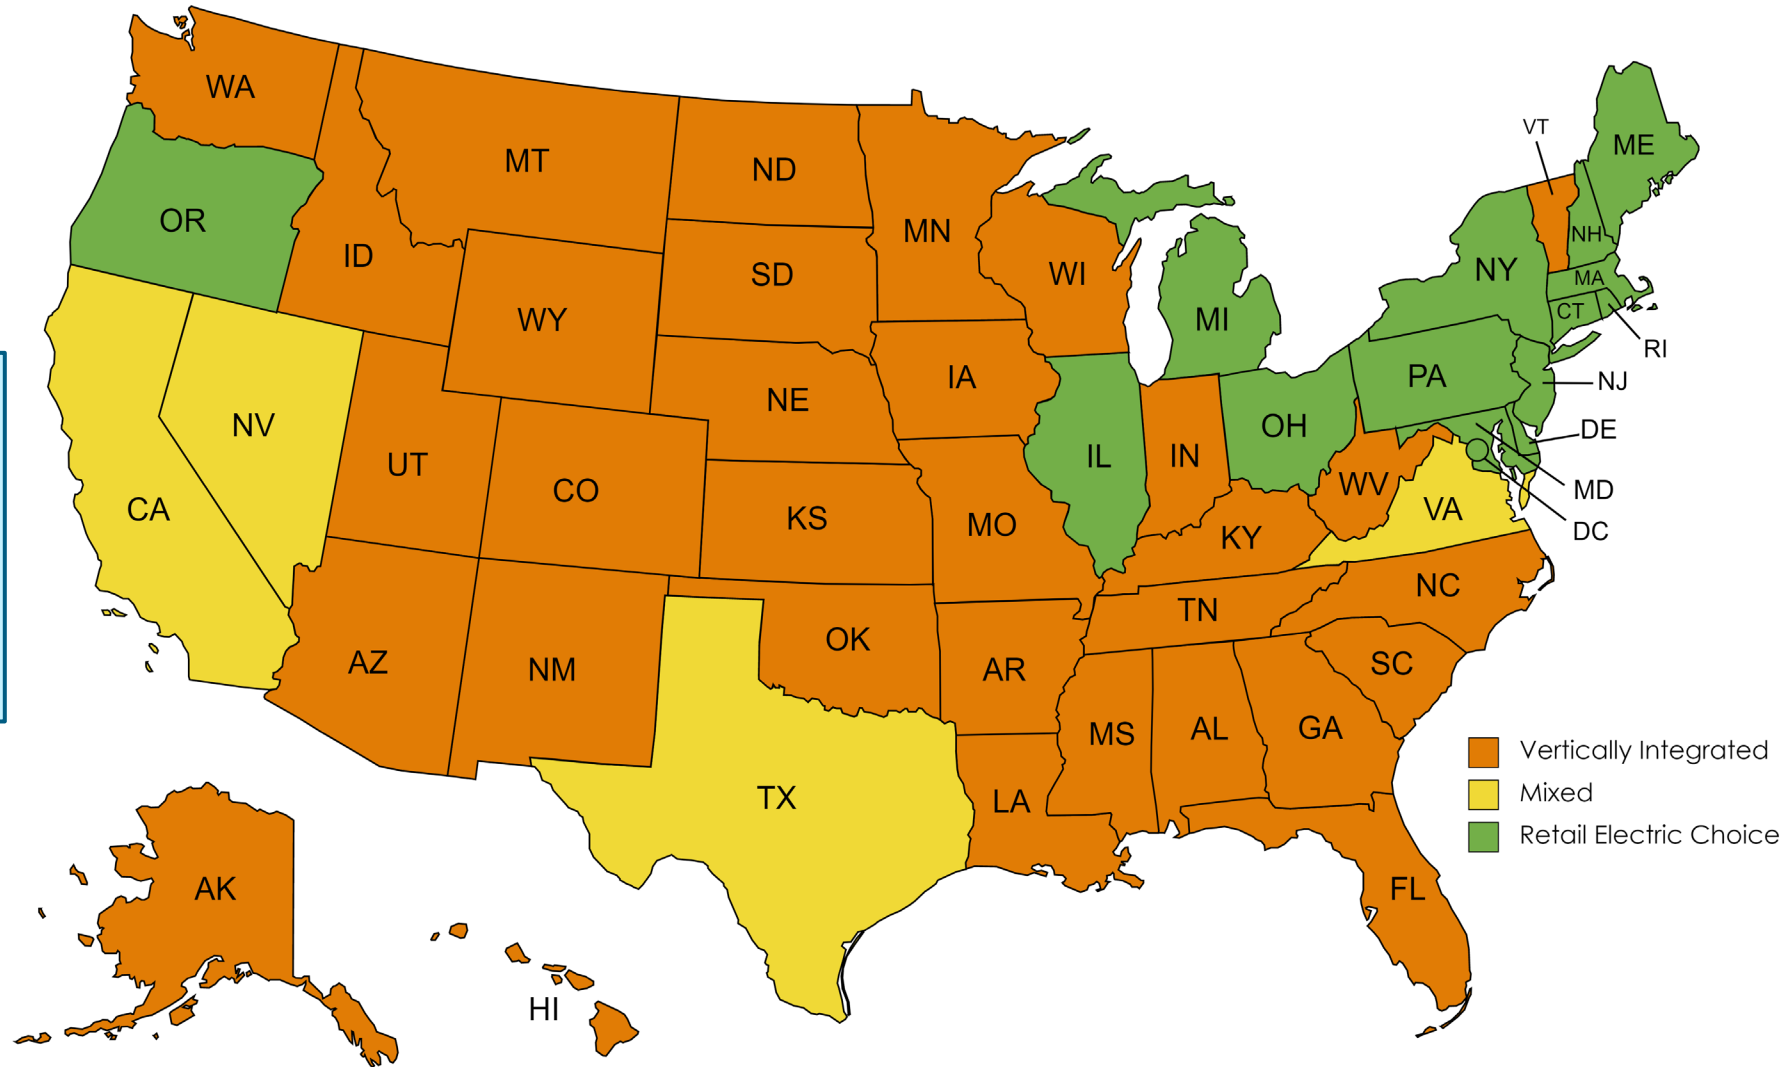 WA
MT
ND
MN
OR
ID
SD
WI
WY
MI
NY
VT
ME
NH
MA
CT
RI
IA
NE
PA
NJ
NV
UT
CO
IL
IN
OH
DE
MD
DC
CA
KS
MO
KY
WV
VA
AZ
NM
OK
AR
TN
NC
SC
TX
LA
MS
AL
GA
FL
AK
HI
Vertically Integrated
Mixed
Retail Electric Choice